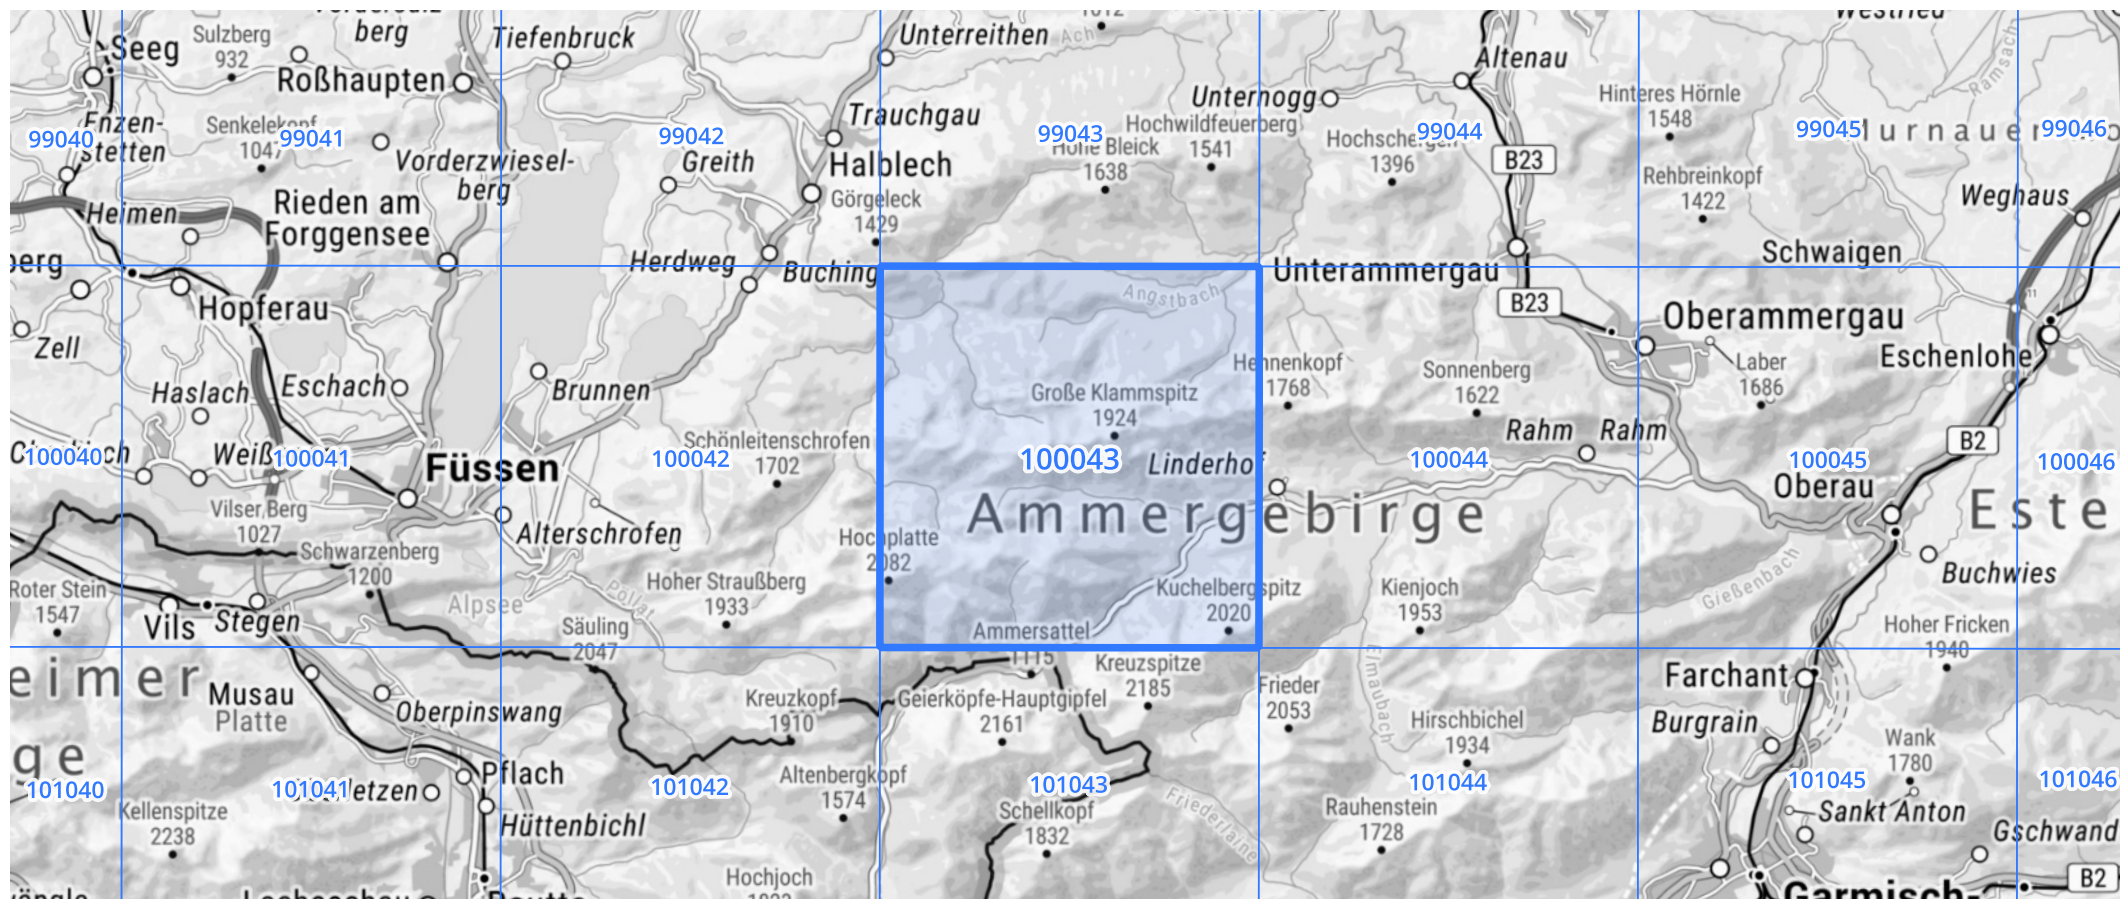 Seeg
Sulzberg
932
berg
Roßhaupten
Tiefenbruck
Unterreithen
Ach
Altenau
Enzen-
stetten
99040
Senkelekopf
1047
99041
Vorderzwiesel-
berg
99042
Greith
Trauchgau
Halblech
Görgeleck
1429
99043
Hohe Bleick
1638
Hochwildfeuerberg
1541
Unternogg
Hochschergen
1396
99044
B23
Hinteres Hörnle
1548
Rehbreinkopf
1422
99045
99046
Ramsach
Weghaus
Heimen
Rieden am
Forggensee
Herdweg
Buching
Unterammergau
B23
Schwaigen
Hopferau
Zell
Haslach
Eschach
Brunnen
Angstbach
Große Klammspitz
1924
Hennenkopf
1768
Sonnenberg
1622
Oberammergau
Laber
1686
Eschenlohe
100040
Weiß
100041
Füssen
100042
Schönleitenschrofen
1702
100043
Linderhof
100044
Rahm
Rahm
100045
B2
100046
Oberau
Vilser Berg
1027
Alterschrofen
Ammergebirge
Este
Hochplatte
2082
Roter Stein
1547
Schwarzenberg
1200
Alpsee
Pöllat
Hoher Straußberg
1933
Kuchelbergspitz
2020
Kienjoch
1953
Gießenbach
Buchwies
Vils
Stegen
Säuling
2047
Ammersattel
1115
Hoher Fricken
1940
eimer
Musau
Platte
Oberpinswang
Kreuzkopf
1910
Geierköpfe-Hauptgipfel
2161
Kreuzspitze
2185
Frieder
2053
Elmaubach
Hirschbichel
1934
Farchant
Burgrain
Wank
1780
ge
101040
101041
Pflach
101042
Altenbergkopf
1574
101043
101044
101045
101046
Kellenspitze
2238
Hüttenbichl
Schellkopf
1832
Friederlaine
Rauhenstein
1728
Sankt Anton
Gschwand
Hochjoch
B2
Garmisch-